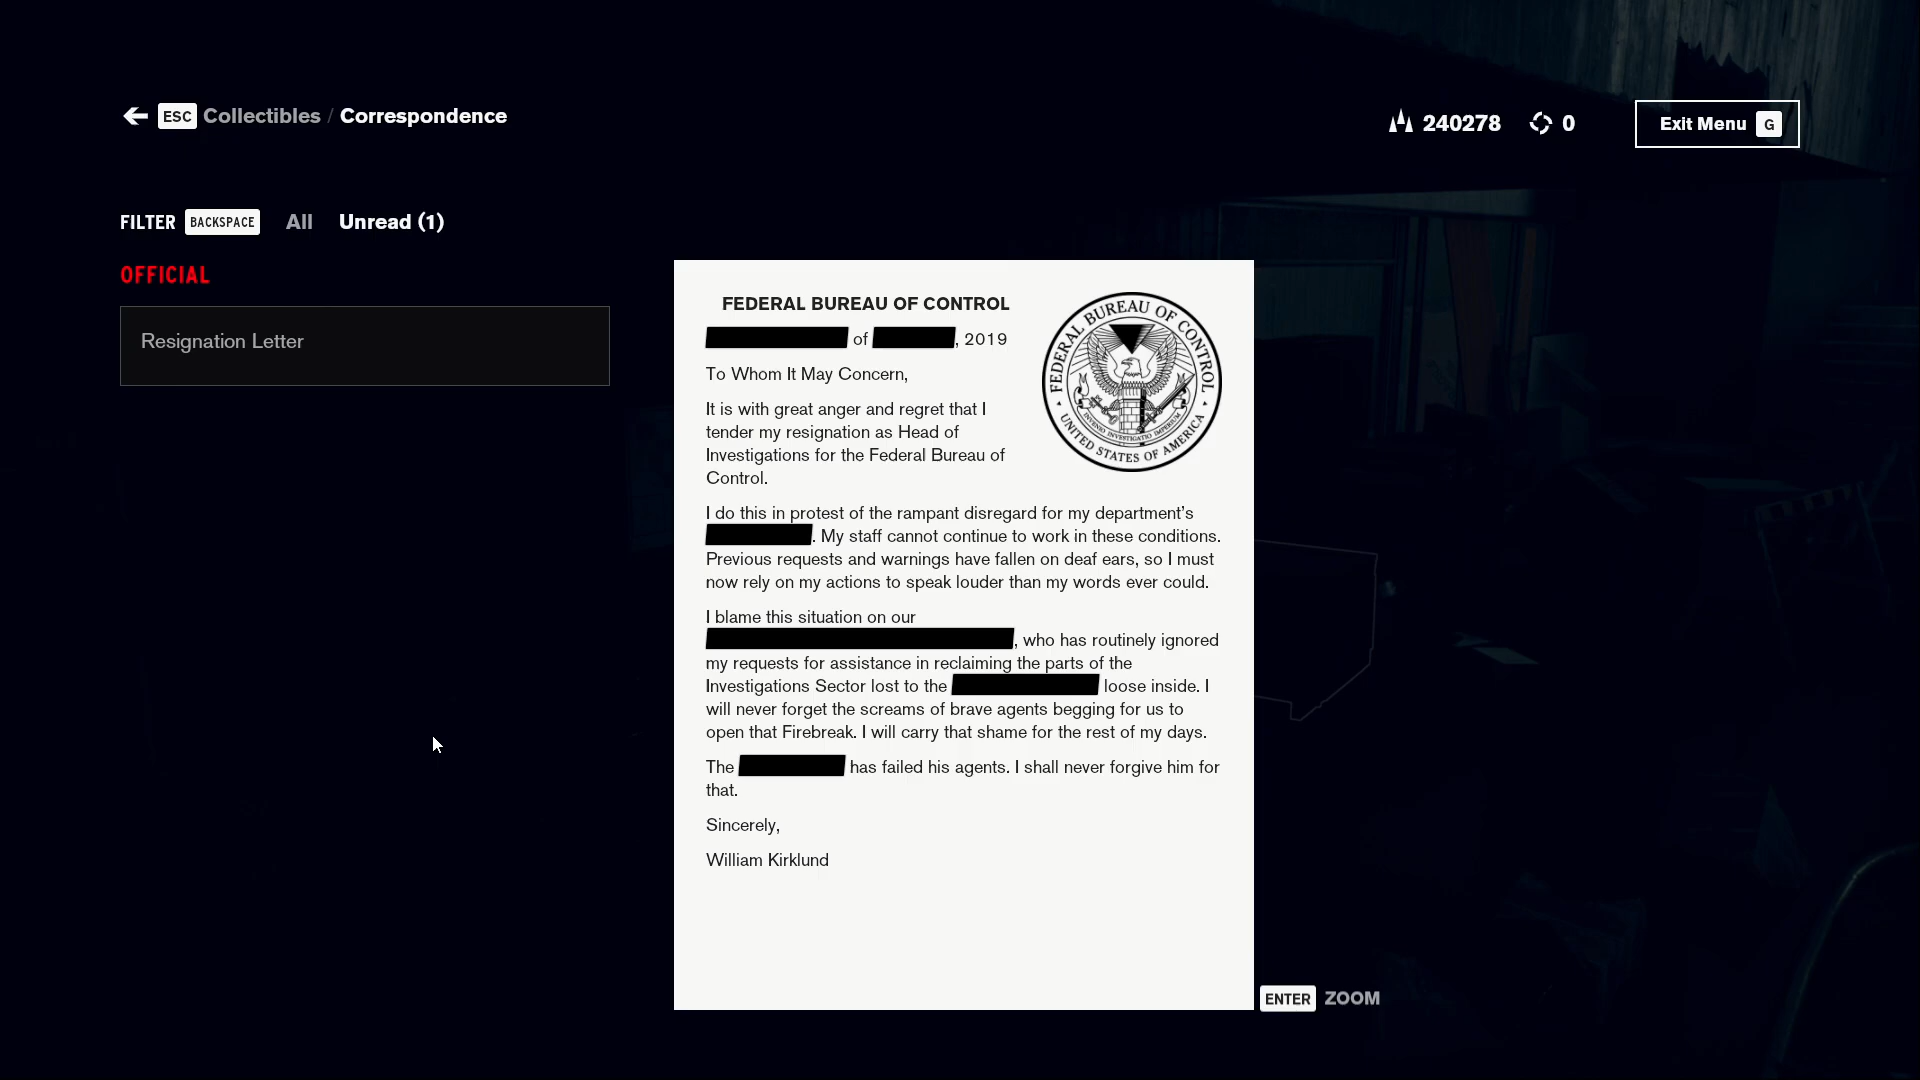 ESC Collectibles / Correspondence
240278 0
Exit Menu G
FILTER BACKSPACE All Unread (1)
OFFICIAL
Resignation Letter
FEDERAL BUREAU OF CONTROL
of , 2019
To Whom It May Concern,
It is with great anger and regret that I
tender my resignation as Head of
Investigations for the Federal Bureau of
Control.
FEDERAL BUREAU OF CONTROL
INVENIO INVESTIGATIO IMPERIUM
UNITED STATES OF AMERICA
I do this in protest of the rampant disregard for my department’s
. My staff cannot continue to work in these conditions.
Previous requests and warnings have fallen on deaf ears, so I must
now rely on my actions to speak louder than my words ever could.
I blame this situation on our
, who has routinely ignored
my requests for assistance in reclaiming the parts of the
Investigations Sector lost to the loose inside. I
will never forget the screams of brave agents begging for us to
open that Firebreak. I will carry that shame for the rest of my days.
The has failed his agents. I shall never forgive him for
that.
Sincerely,
William Kirklund
ENTER ZOOM